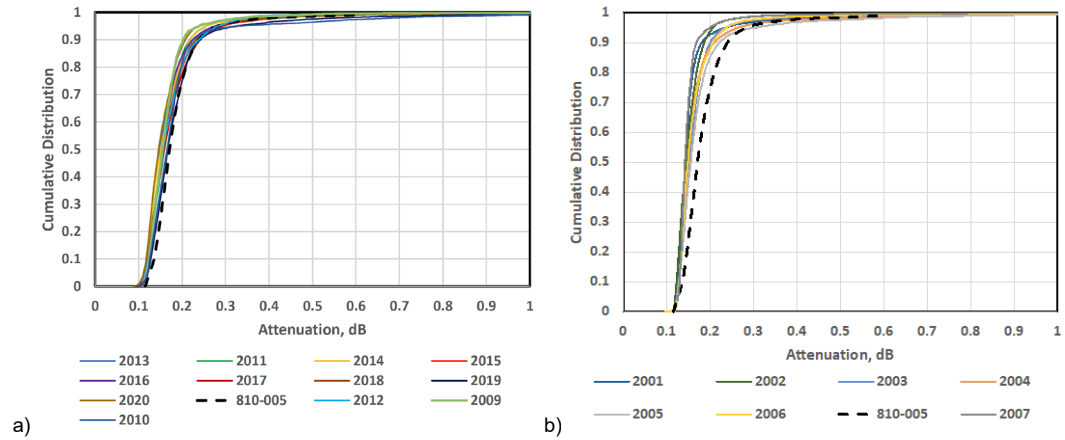 Cumulative Distribution
1
0.9
0.8
0.7
0.6
0.5
0.4
0.3
0.2
0.1
0
0 0.1 0.2 0.3 0.4 0.5 0.6 0.7 0.8 0.9 1
Attenuation, dB
2013 2011 2014 2015
2016 2017 2018 2019
2020 810-005 2012 2009
2010
a)
Cumulative Distribution
1
0.9
0.8
0.7
0.6
0.5
0.4
0.3
0.2
0.1
0
0 0.1 0.2 0.3 0.4 0.5 0.6 0.7 0.8 0.9 1
Attenuation, dB
2001 2002 2003 2004
2005 2006 810-005 2007
b)